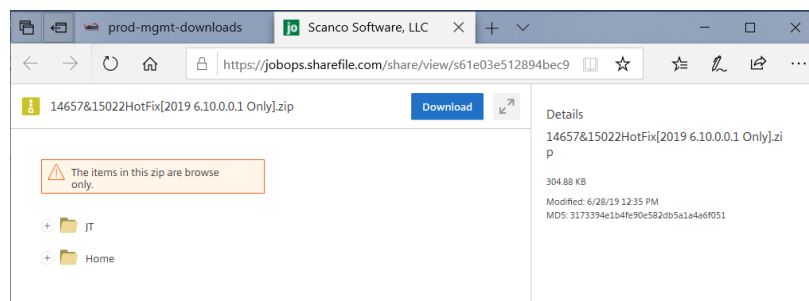 prod-mgmt-downloads
jo Scanco Software, LLC
https://jobops.sharefile.com/share/view/s61e03e512894bec9
14657&15022HotFix[2019 6.10.0.0.1 Only].zip
Download
The items in this zip are browse
only.
JT
Home
Details
14657&15022HotFix[2019 6.10.0.0.1 Only].zi
p
304.88 KB
Modified: 6/28/19 12:35 PM
MD5: 3173394e1b4fe90e582db5a1a4a6f051